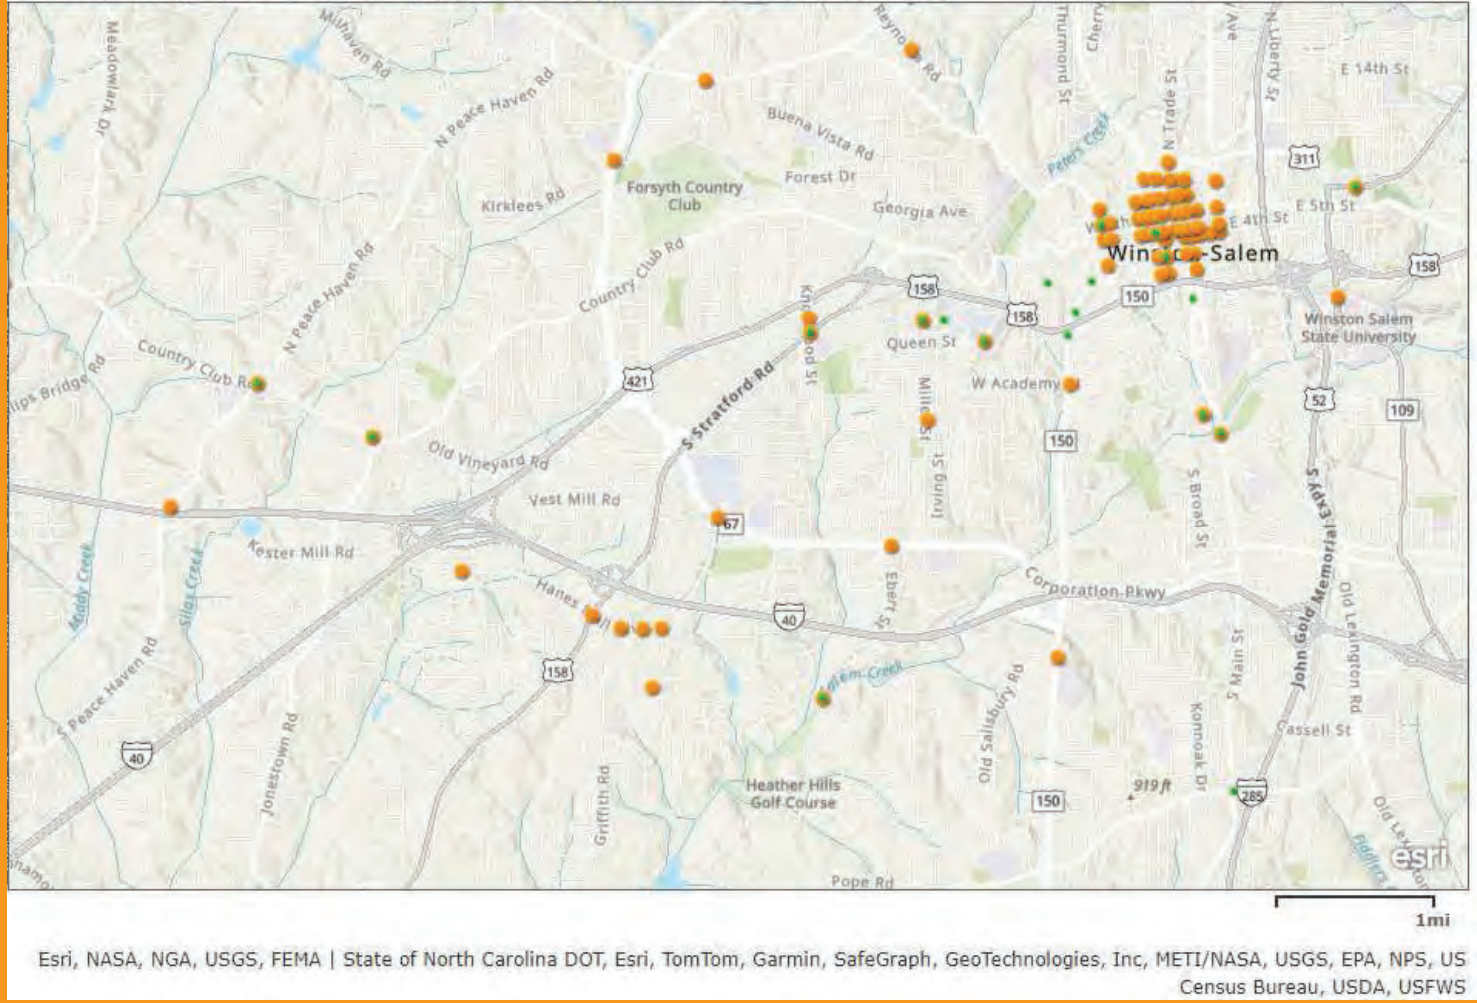 Milhaven Rd
Reynolds Rd
Thurmond St
Cherry
Ave
N Liberty St
E 14th St
Meadowlark Dr
N Peace Haven Rd
Buena Vista Rd
Peters Creek
N Trade St
311
Forsyth Country
Club
Forest Dr
Kirklees Rd
Georgia Ave
E 5th St
E 4th St
Winston-Salem
158
Country Club Rd
N Peace Haven Rd
158
150
158
Winston Salem
State University
Queen St
Country Club Rd
421
W Academy
52
109
S Stratford Rd
Old Vineyard Rd
150
Irving St
Vest Mill Rd
67
S Broad St
Kester Mill Rd
John Gold Memorial Expy S
Muddy Creek
Silas Creek
Hanes Mill
Ebert St
Corporation Pkwy
40
Old Lexington Rd
S Main St
158
S Peace Haven Rd
Old Salisbury Rd
Cassell St
40
Jonestown Rd
Konnoak Dr
Heather Hills
Golf Course
919 ft
150
285
Griffith Rd
esri
Pope Rd
1mi
Esri, NASA, NGA, USGS, FEMA | State of North Carolina DOT, Esri, TomTom, Garmin, SafeGraph, GeoTechnologies, Inc, METI/NASA, USGS, EPA, NPS, US
Census Bureau, USDA, USFWS